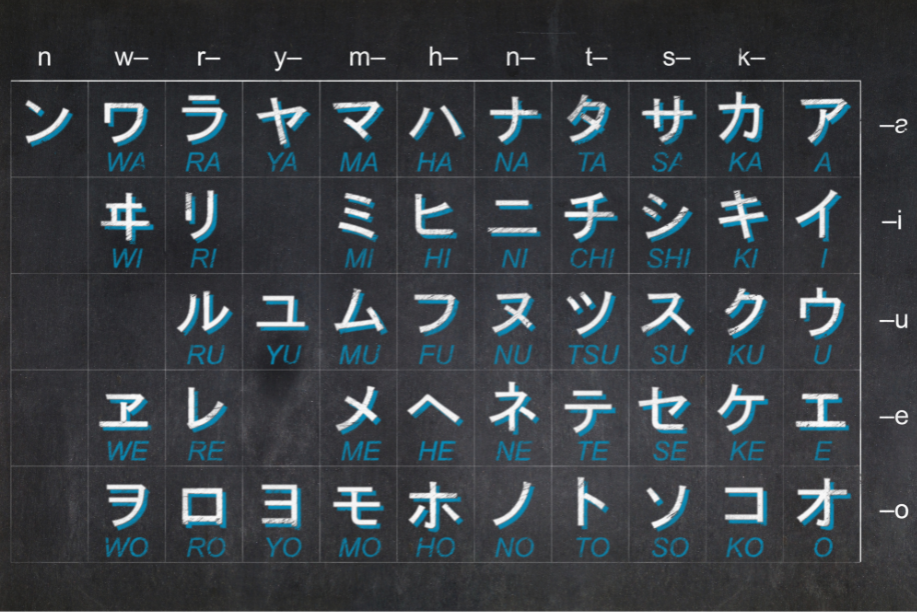 n w– r– y– m– h– n– t– s– k–
ン ワ ラ ヤ マ ハ ナ タ サ カ ア –a
WA RA YA MA HA NA TA SA KA A
ヰ リ ミ ヒ ニ チ シ キ イ –i
WI RI MI HI NI CHI SHI KI I
ル ユ ム フ ヌ ツ ス ク ウ –u
RU YU MU FU NU TSU SU KU U
ヱ レ メ ヘ ネ テ セ ケ エ –e
WE RE ME HE NE TE SE KE E
ヲ ロ ヨ モ ホ ノ ト ソ コ オ –o
WO RO YO MO HO NO TO SO KO O